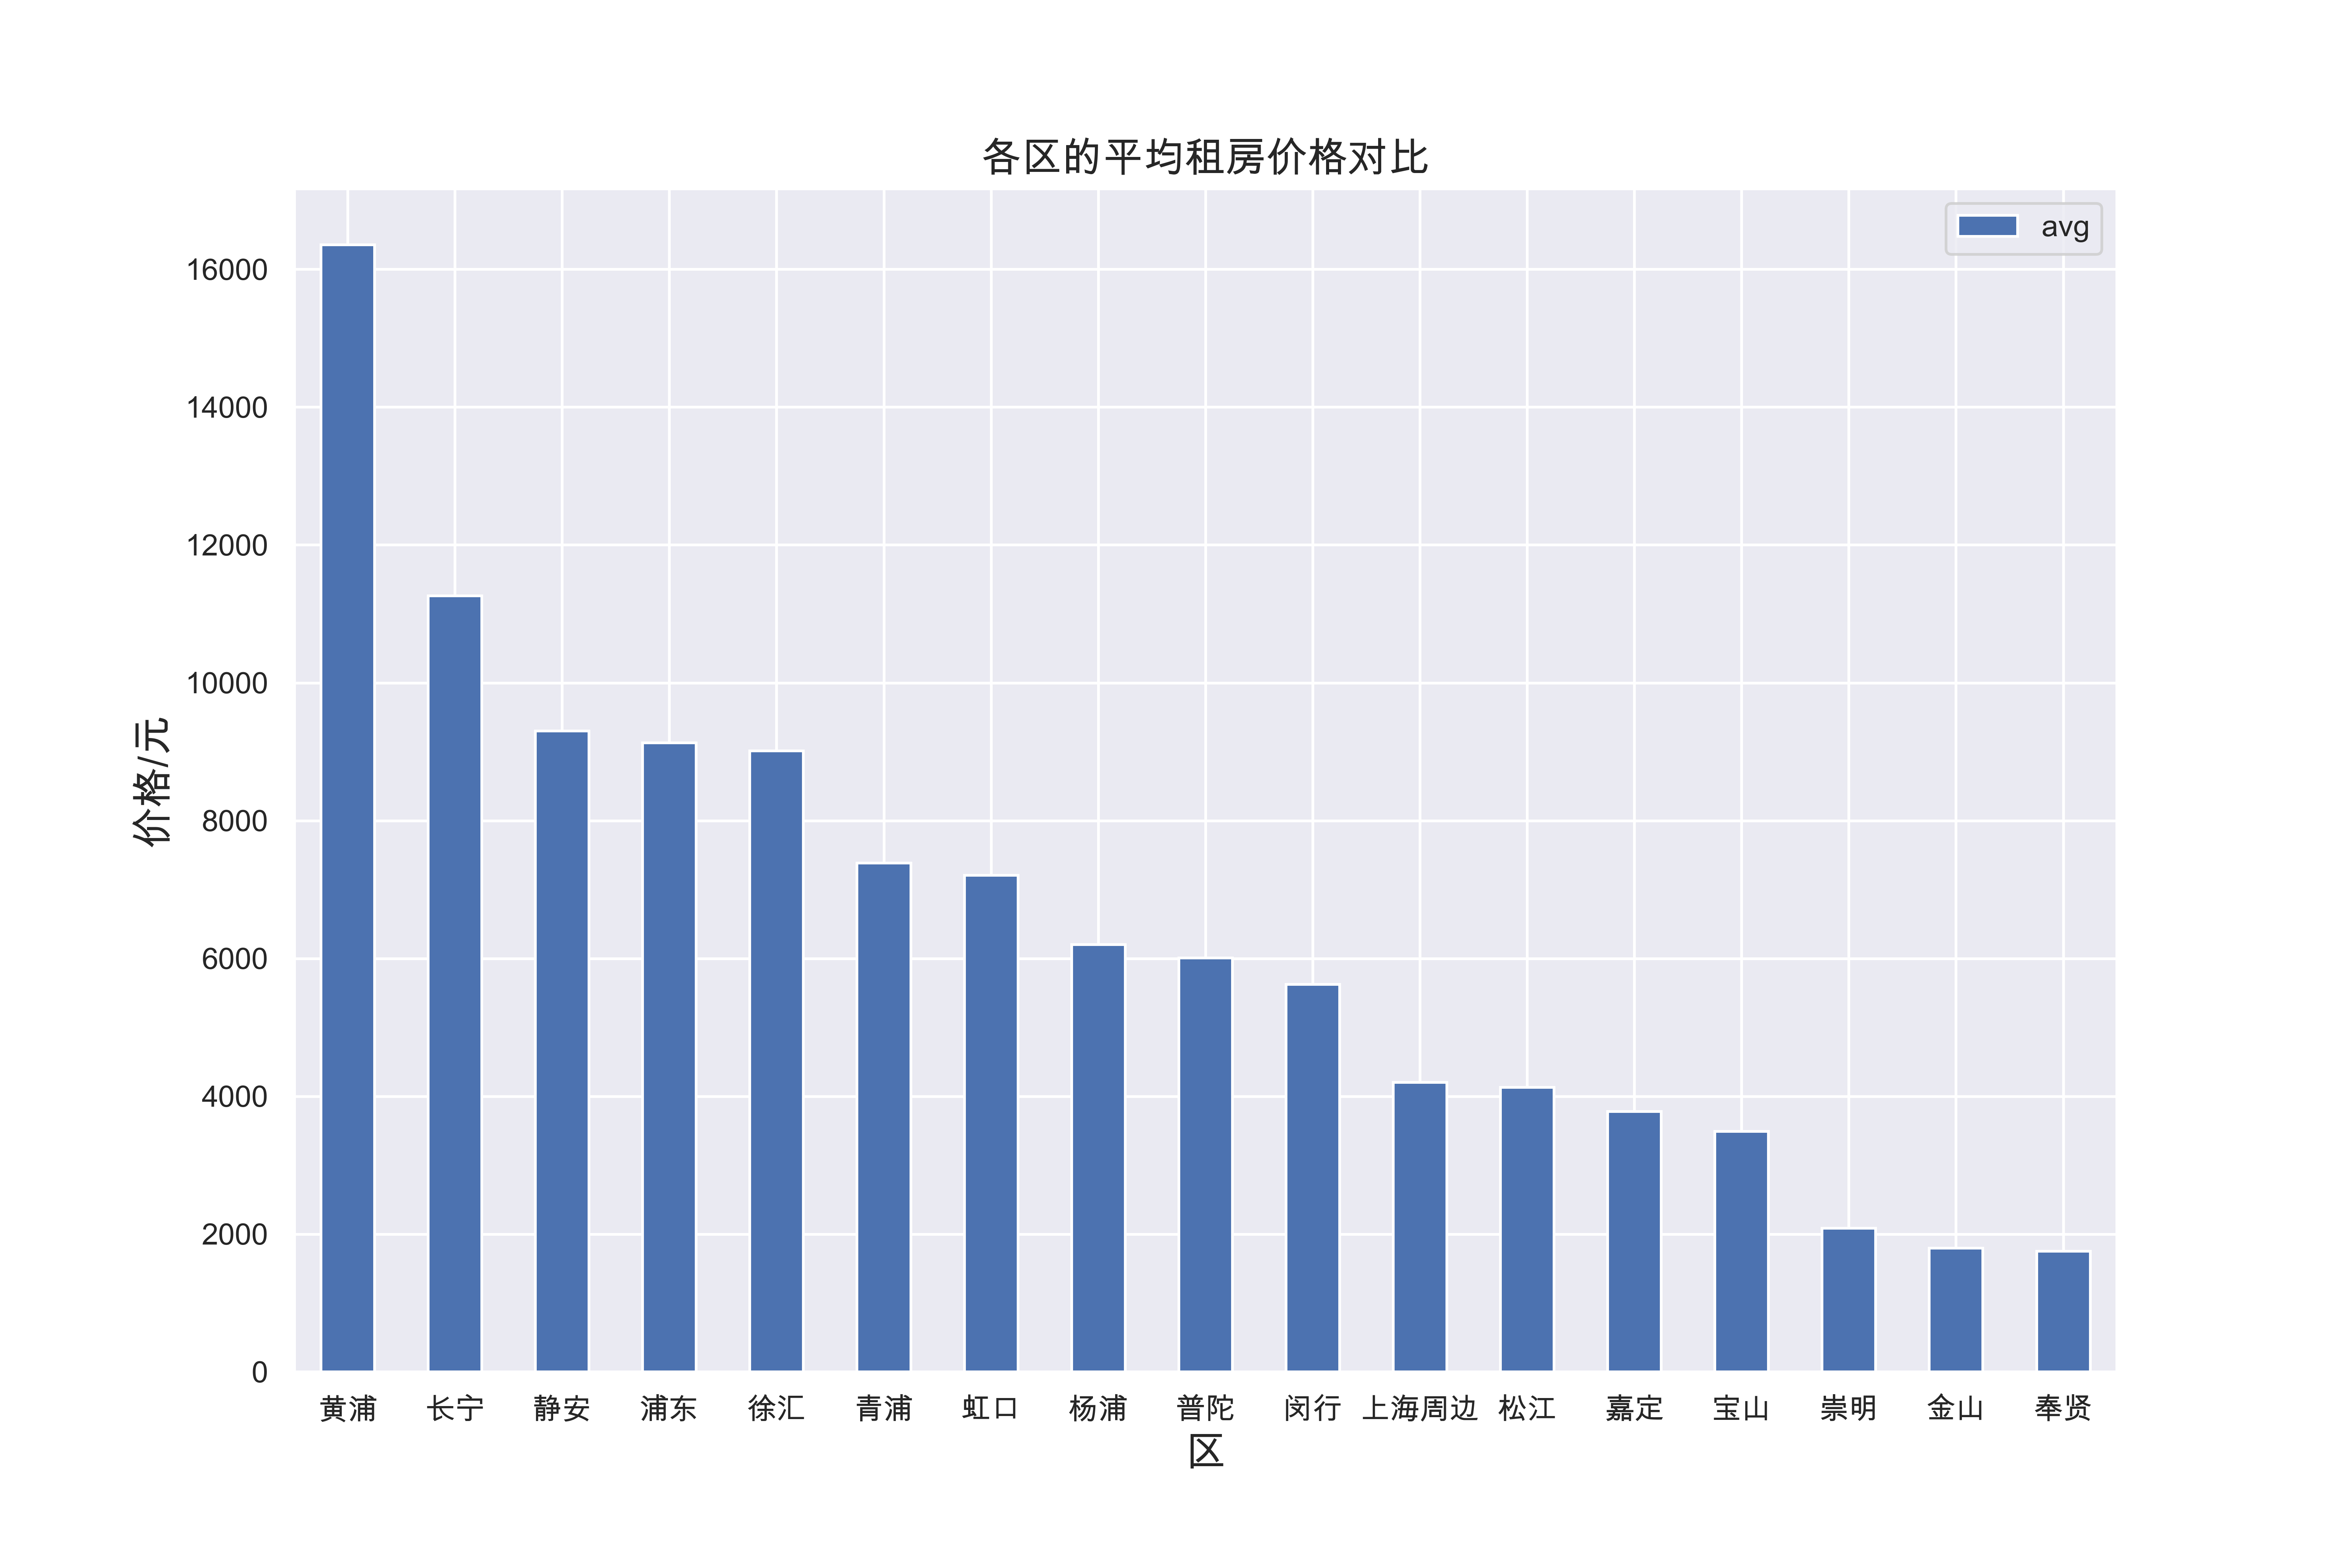 各区的平均租房价格对比
avg
价格/元
16000
14000
12000
10000
8000
6000
4000
2000
0
黄浦 长宁 静安 浦东 徐汇 青浦 虹口 杨浦 普陀 闵行 上海周边 松江 嘉定 宝山 崇明 金山 奉贤
区